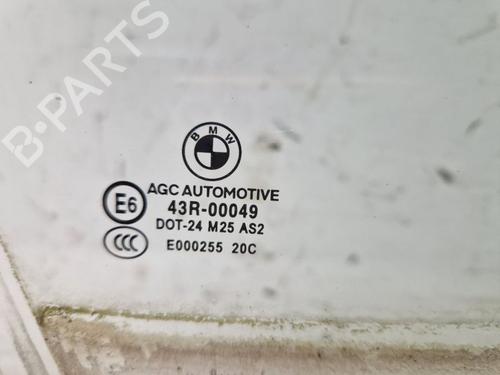 B-PARTS
BMW
AGC AUTOMOTIVE
E6 43R-00049
DOT-24 M25 AS2
CCC E000255 20C